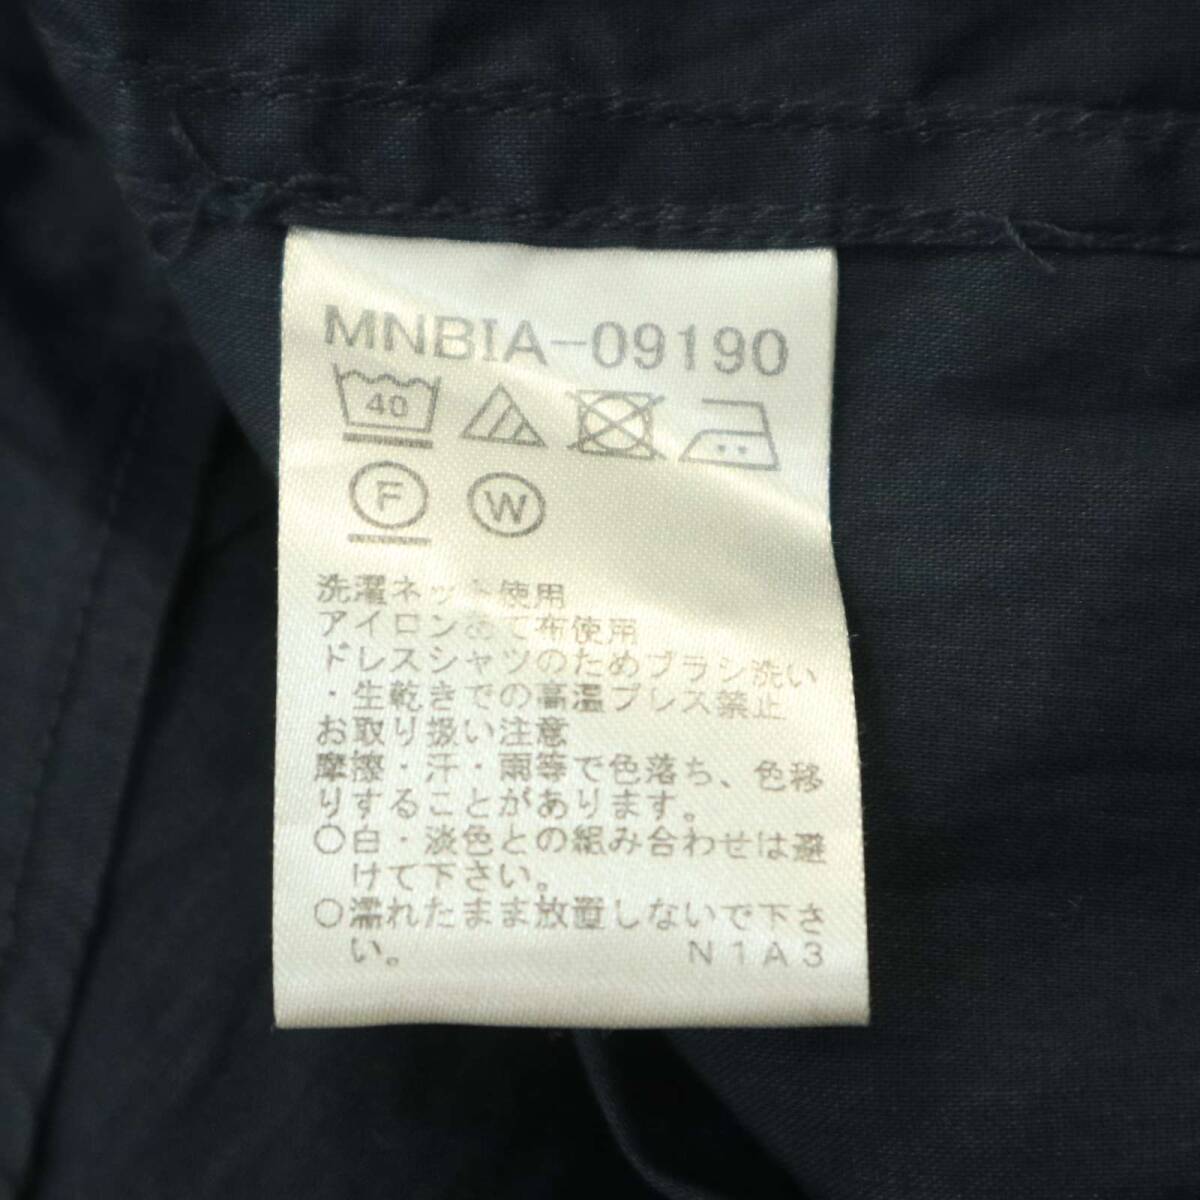 MNBIA-09190
40
F W
洗濯ネット使用
アイロンあて布使用
ドレスシャツのためブラシ洗い
・生乾きでの高温プレス禁止
お取り扱い注意
摩擦・汗・雨等で色落ち、色移
りすることがあります。
○白・淡色との組み合わせは避
けて下さい。
○濡れたまま放置しないで下さ
い。 N1A3